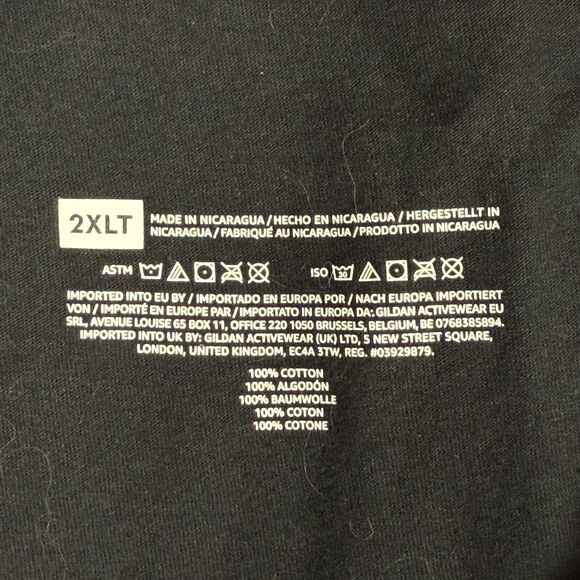 2XLT
MADE IN NICARAGUA / HECHO EN NICARAGUA / HERGESTELLT IN
NICARAGUA / FABRIQUÉ AU NICARAGUA / PRODOTTO IN NICARAGUA
ASTM
ISO 30
IMPORTED INTO EU BY / IMPORTADO EN EUROPA POR / NACH EUROPA IMPORTIERT
VON / IMPORTÉ EN EUROPE PAR / IMPORTATO IN EUROPA DA: GILDAN ACTIVEWEAR EU
SRL, AVENUE LOUISE 65 BOX 11, OFFICE 220 1050 BRUSSELS, BELGIUM, BE 0768385894.
IMPORTED INTO UK BY: GILDAN ACTIVEWEAR (UK) LTD, 5 NEW STREET SQUARE,
LONDON, UNITED KINGDOM, EC4A 3TW, REG. #03929879.
100% COTTON
100% ALGODÓN
100% BAUMWOLLE
100% COTON
100% COTONE